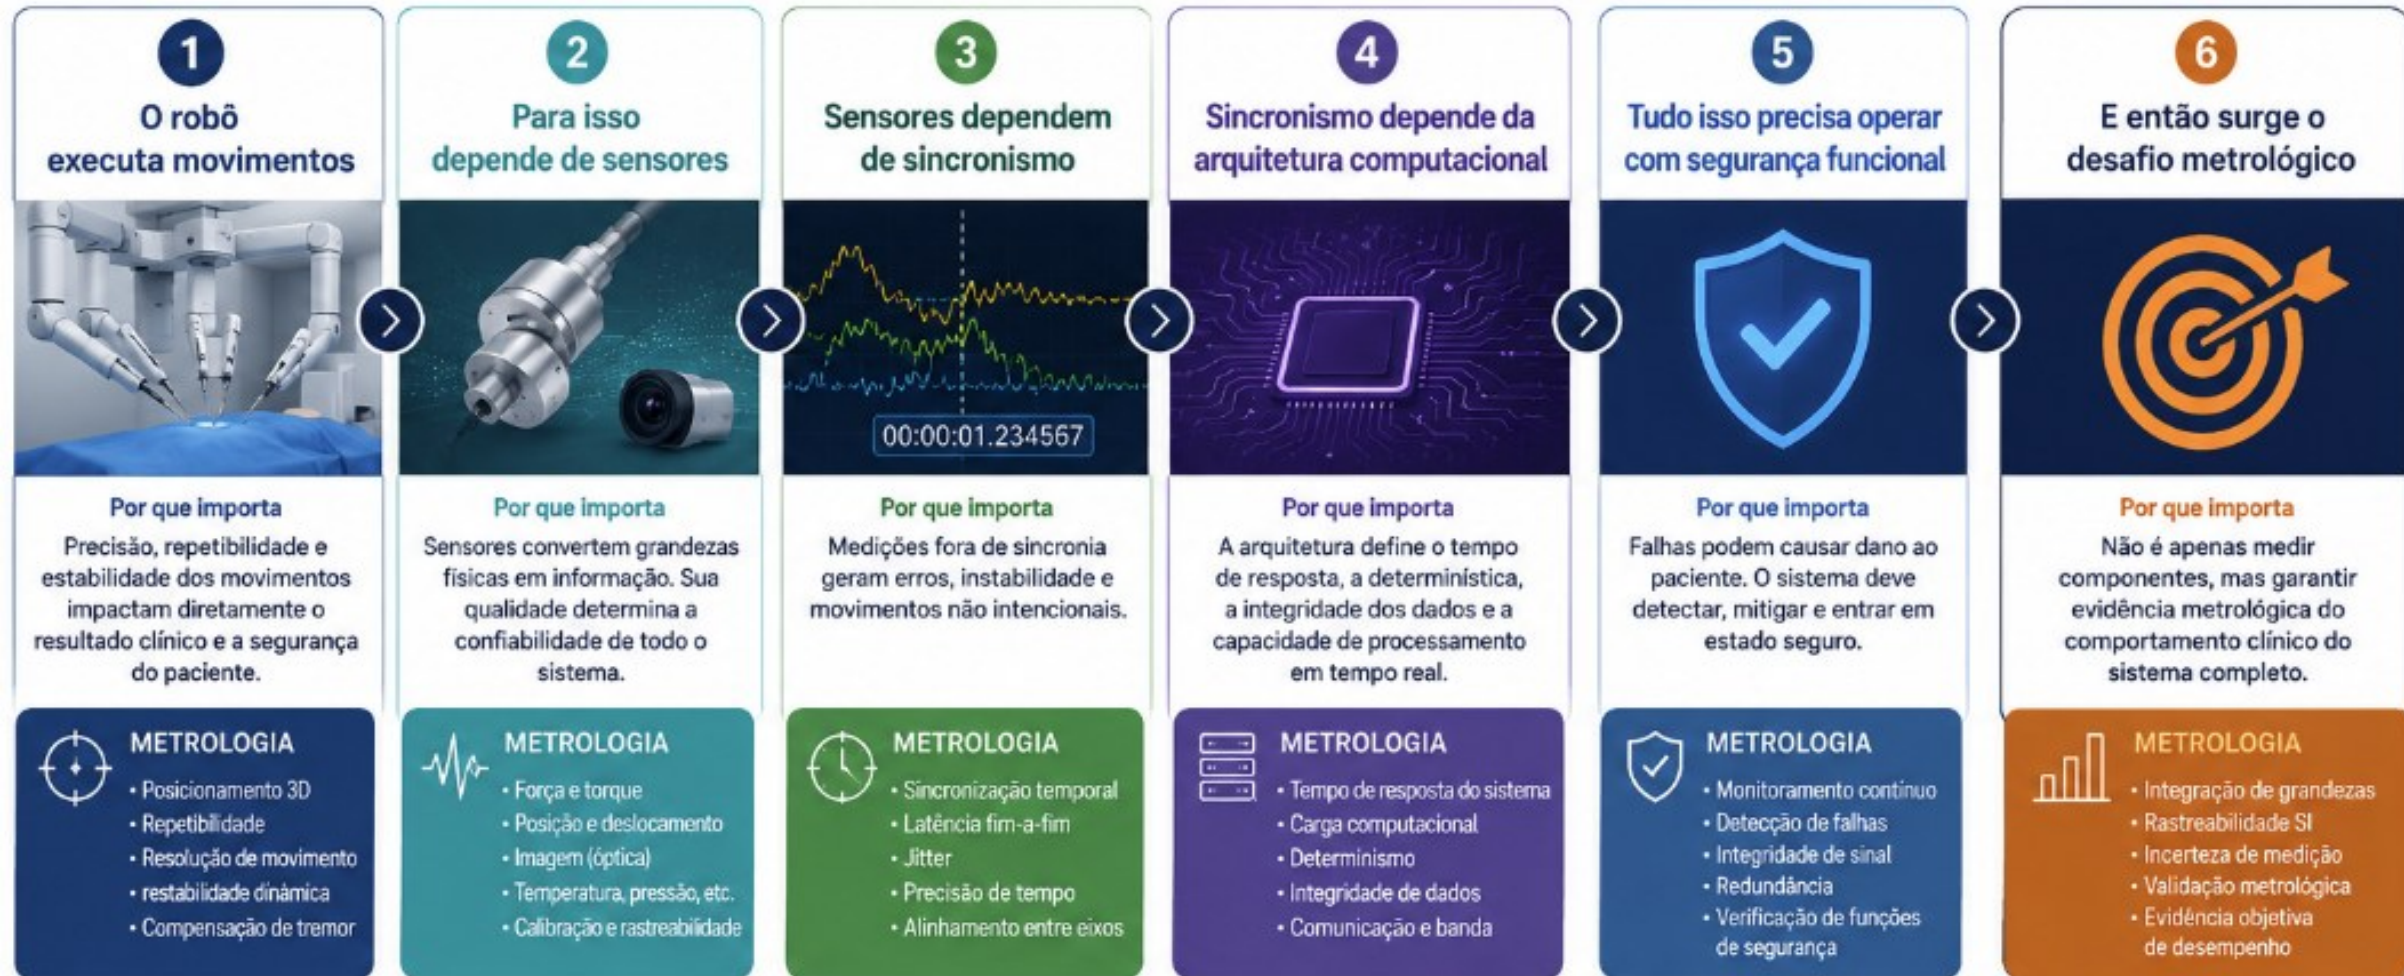 1
O robô
executa movimentos
Por que importa
Precisão, repetibilidade e
estabilidade dos movimentos
impactam diretamente o
resultado clínico e a segurança
do paciente.
METROLOGIA
• Posicionamento 3D
• Repetibilidade
• Resolução de movimento
• restabilidade dinâmica
• Compensação de tremor
2
Para isso
depende de sensores
Por que importa
Sensores convertem grandezas
físicas em informação. Sua
qualidade determina a
confiabilidade de todo o
sistema.
METROLOGIA
• Força e torque
• Posição e deslocamento
• Imagem (óptica)
• Temperatura, pressão, etc.
• Calibração e rastreabilidade
3
Sensores dependem
de sincronismo
00:00:01.234567
Por que importa
Medições fora de sincronia
geram erros, instabilidade e
movimentos não intencionais.
METROLOGIA
• Sincronização temporal
• Latência fim-a-fim
• Jitter
• Precisão de tempo
• Alinhamento entre eixos
4
Sincronismo depende da
arquitetura computacional
Por que importa
A arquitetura define o tempo
de resposta, a determinística,
a integridade dos dados e a
capacidade de processamento
em tempo real.
METROLOGIA
• Tempo de resposta do sistema
• Carga computacional
• Determinismo
• Integridade de dados
• Comunicação e banda
5
Tudo isso precisa operar
com segurança funcional
Por que importa
Falhas podem causar dano ao
paciente. O sistema deve
detectar, mitigar e entrar em
estado seguro.
METROLOGIA
• Monitoramento contínuo
• Detecção de falhas
• Integridade de sinal
• Redundância
• Verificação de funções
de segurança
6
E então surge o
desafio metrológico
Por que importa
Não é apenas medir
componentes, mas garantir
evidência metrológica do
comportamento clínico do
sistema completo.
METROLOGIA
• Integração de grandezas
• Rastreabilidade SI
• Incerteza de medição
• Validação metrológica
• Evidência objetiva
de desempenho